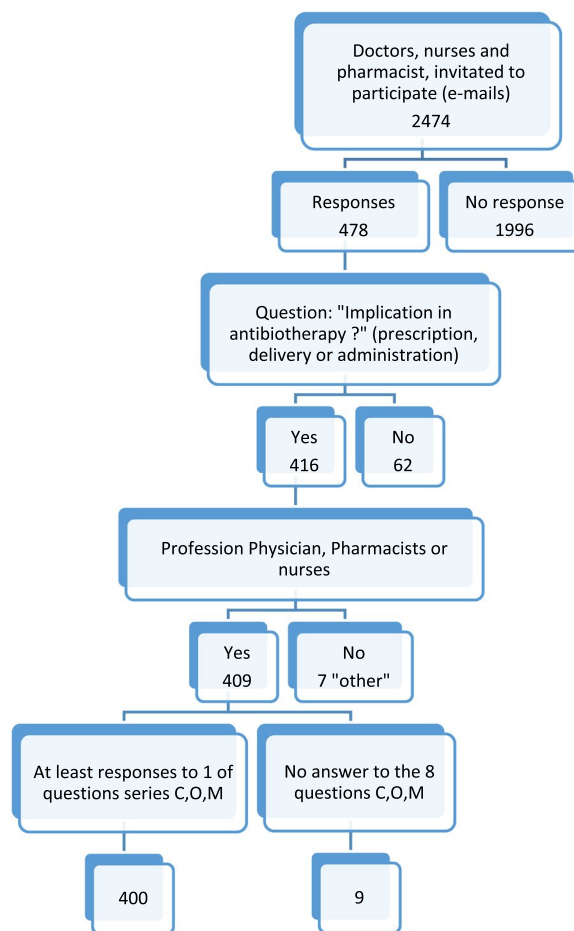 Doctors, nurses and
pharmacist, invitated to
participate (e-mails)
2474
Responses
478
No response
1996
Question: "Implication in
antibiotherapy ?" (prescription,
delivery or administration)
Yes
416
No
62
Profession Physician, Pharmacists or
nurses
Yes
409
No
7 "other"
At least responses to 1 of
questions series C,O,M
No answer to the 8
questions C,O,M
400
9